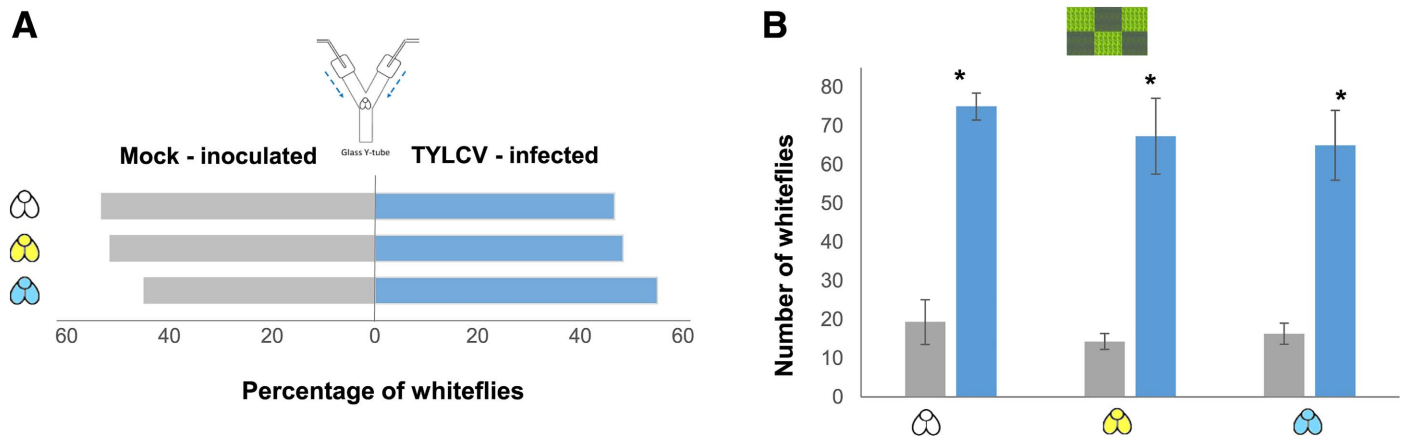 A
Glass Y-tube
Mock - inoculated
TYLCV - infected
60 40 20 0 20 40 60
Percentage of whiteflies
B
Number of whiteflies
80
70
60
50
40
30
20
10
0
* * *